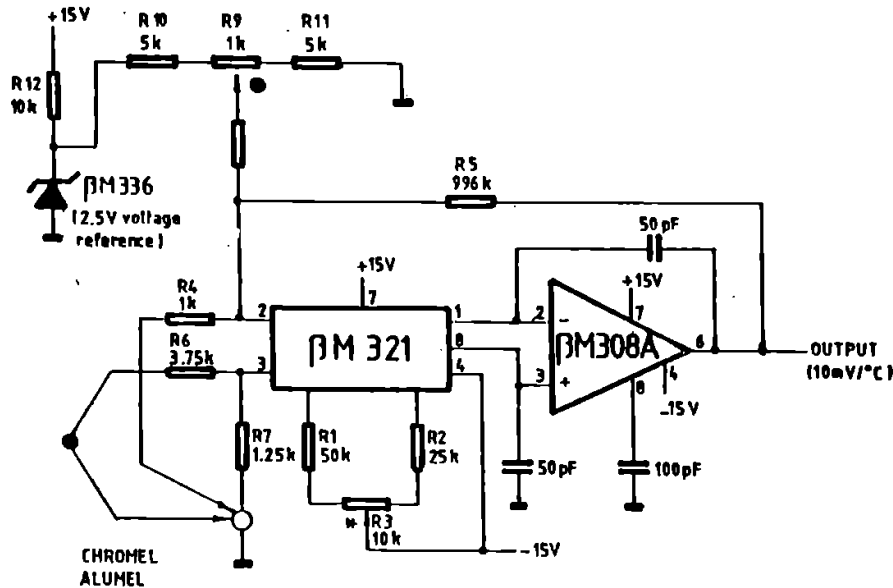 +15V
R10
5k
R9
1k
R11
5k
R12
10k
βM336
(2.5V voltage
reference)
R5
996k
50pF
+15V
R4
1k
2
7
1
R6
3.75k
βM 321
8
3
4
+15V
2
7
-
βM308A
6
OUTPUT
(10mV/°C)
3
+
8
4
-15V
R7
1.25k
R1
50k
R2
25k
50pF
100pF
*
R3
10k
-15V
CHROMEL
ALUMEL